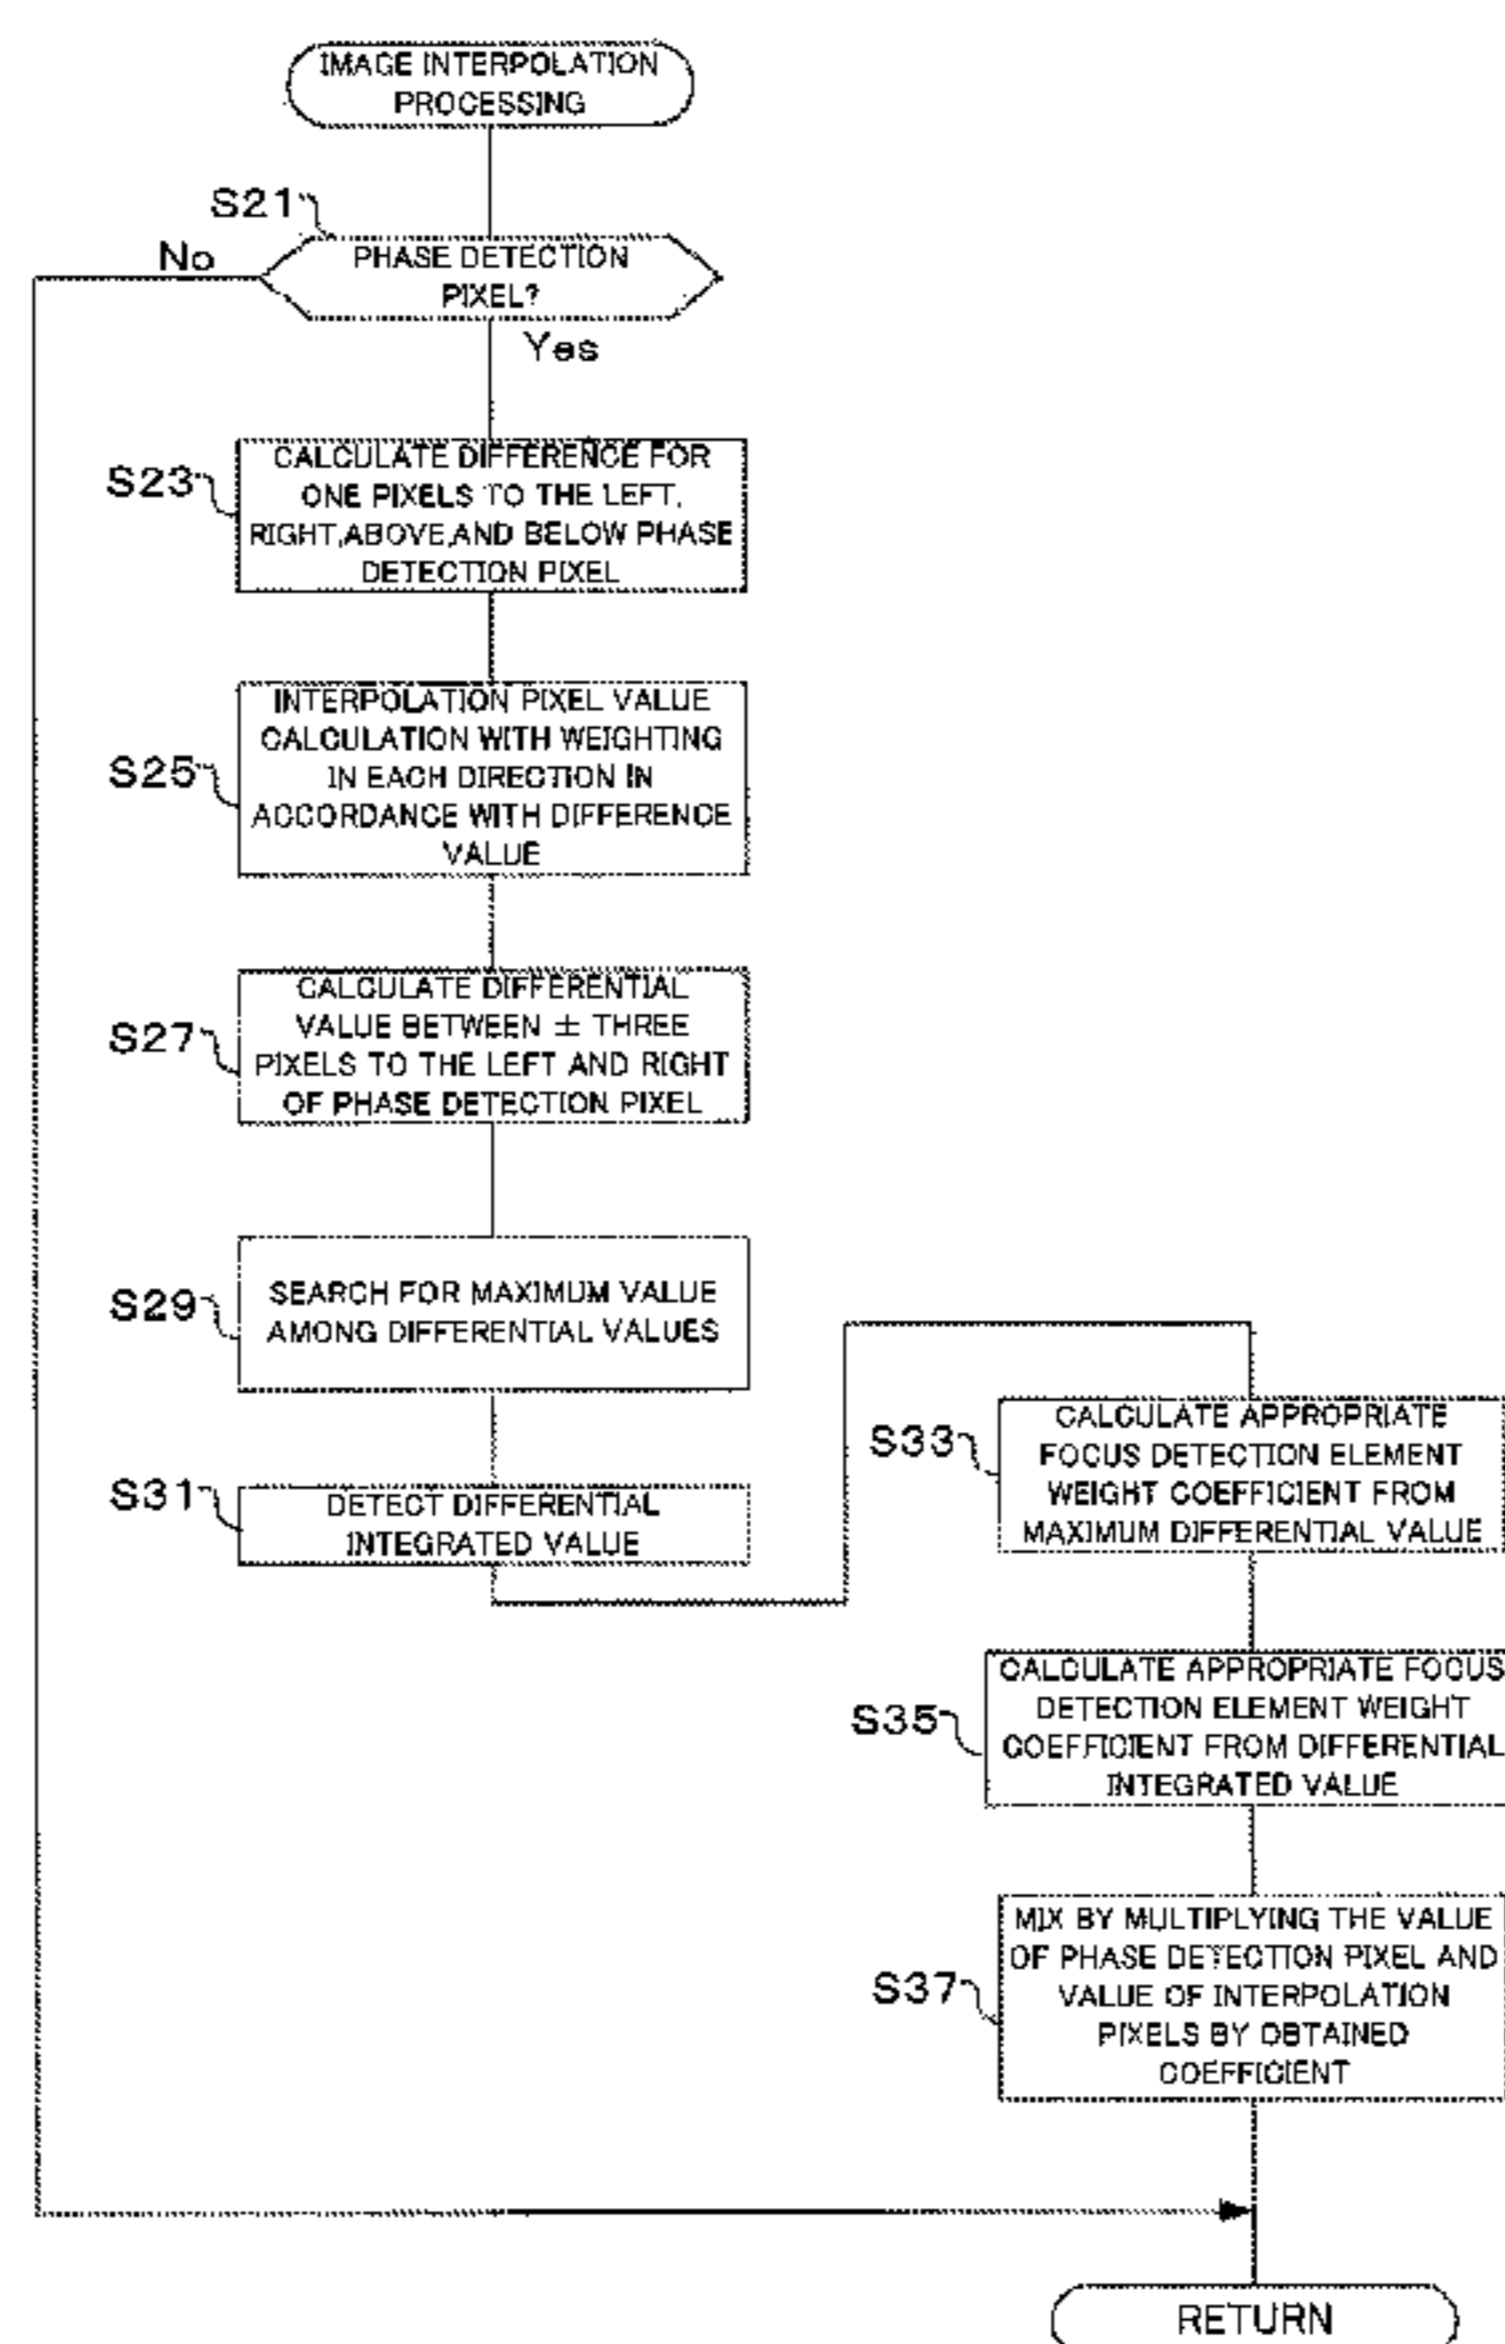 IMAGE INTERPOLATION
PROCESSING
S21
No
PHASE DETECTION
PIXEL?
Yes
S23
CALCULATE DIFFERENCE FOR
ONE PIXELS TO THE LEFT,
RIGHT,ABOVE,AND BELOW PHASE
DETECTION PIXEL
S25
INTERPOLATION PIXEL VALUE
CALCULATION WITH WEIGHTING
IN EACH DIRECTION IN
ACCORDANCE WITH DIFFERENCE
VALUE
S27
CALCULATE DIFFERENTIAL
VALUE BETWEEN ± THREE
PIXELS TO THE LEFT AND RIGHT
OF PHASE DETECTION PIXEL
S29
SEARCH FOR MAXIMUM VALUE
AMONG DIFFERENTIAL VALUES
S31
DETECT DIFFERENTIAL
INTEGRATED VALUE
S33
CALCULATE APPROPRIATE
FOCUS DETECTION ELEMENT
WEIGHT COEFFICIENT FROM
MAXIMUM DIFFERENTIAL VALUE
S35
CALCULATE APPROPRIATE FOCUS
DETECTION ELEMENT WEIGHT
COEFFICIENT FROM DIFFERENTIAL
INTEGRATED VALUE
S37
MIX BY MULTIPLYING THE VALUE
OF PHASE DETECTION PIXEL AND
VALUE OF INTERPOLATION
PIXELS BY OBTAINED
COEFFICIENT
RETURN